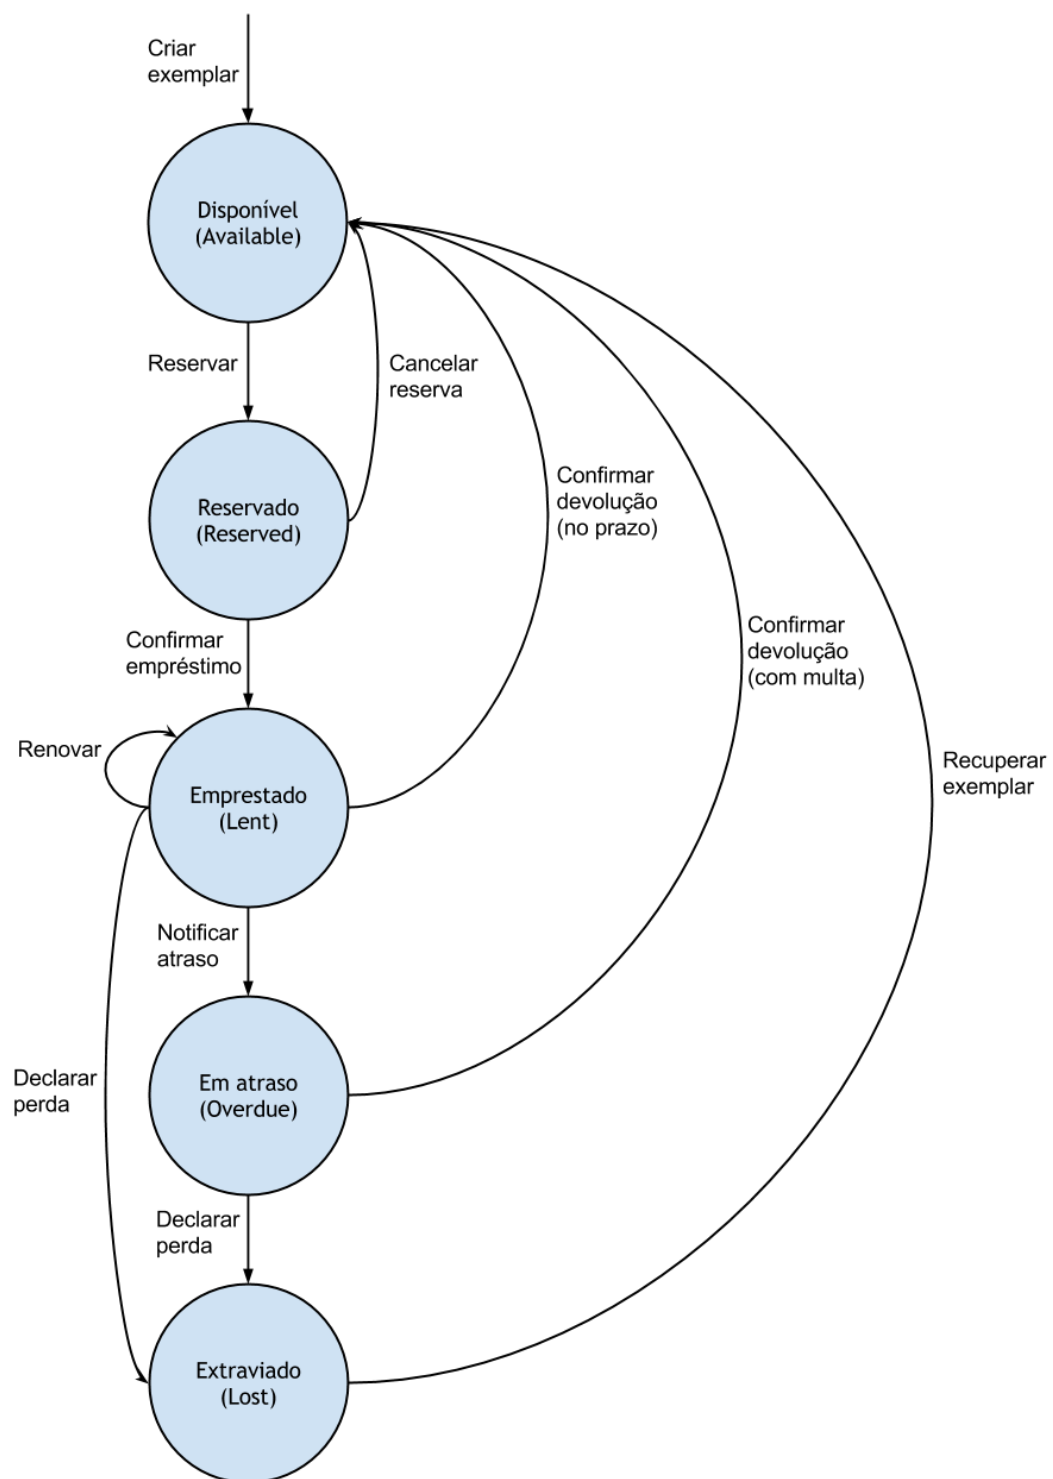 Criar
exemplar
Disponível
(Available)
Reservar
Cancelar
reserva
Reservado
(Reserved)
Confirmar
devolução
(no prazo)
Confirmar
empréstimo
Confirmar
devolução
(com multa)
Renovar
Emprestado
(Lent)
Recuperar
exemplar
Notificar
atraso
Em atraso
(Overdue)
Declarar
perda
Declarar
perda
Extraviado
(Lost)